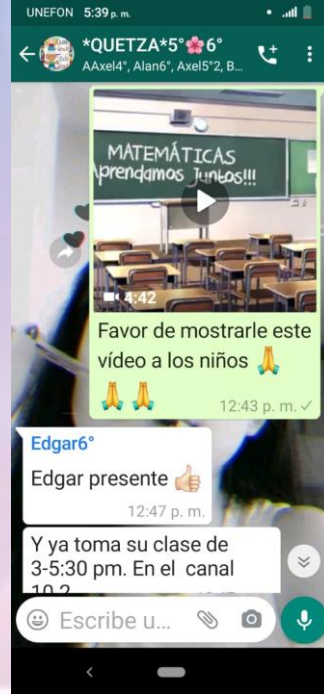 UNEFON 5:39 p. m.
*QUETZA*5°🌸6°
AAxel4°, Alan6°, Axel5°2, B...
MATEMÁTICAS
Aprendamos Juntos!!!
4:42
Favor de mostrarle este
vídeo a los niños 🙏
🙏 🙏
12:43 p. m.
Edgar6°
Edgar presente 👍🏻
12:47 p. m.
Y ya toma su clase de
3-5:30 pm. En el canal
10.2
Escribe u...